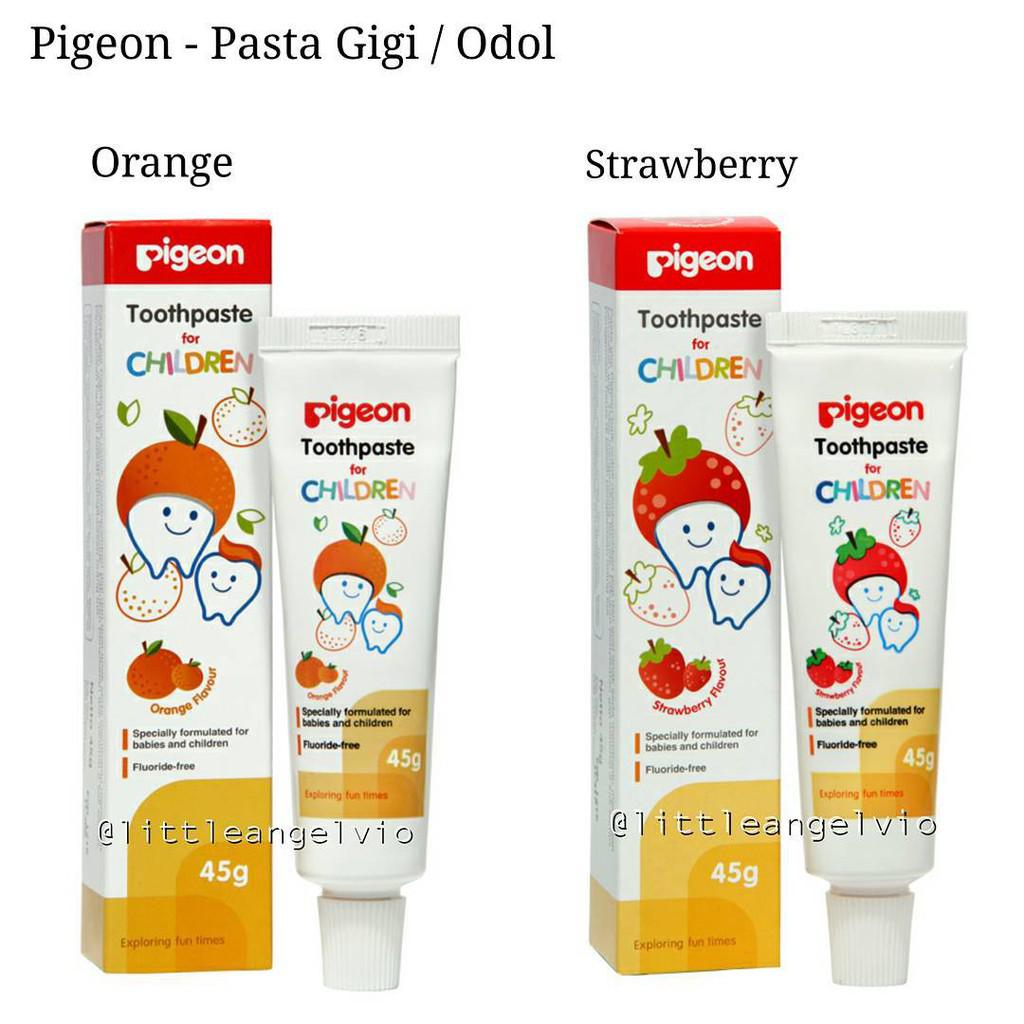 Pigeon - Pasta Gigi / Odol
Orange
pigeon
Toothpaste
for
CHILDREN
Orange Flavour
Specially formulated for
babies and children
Fluoride-free
45g
Exploring fun times
pigeon
Toothpaste
for
CHILDREN
Orange Flavour
Specially formulated for
babies and children
Fluoride-free
45g
Exploring fun times
@littleangelvio
Strawberry
pigeon
Toothpaste
for
CHILDREN
Strawberry Flavour
Specially formulated for
babies and children
Fluoride-free
45g
Exploring fun times
pigeon
Toothpaste
for
CHILDREN
Strawberry Flavour
Specially formulated for
babies and children
Fluoride-free
45g
Exploring fun times
@littleangelvio